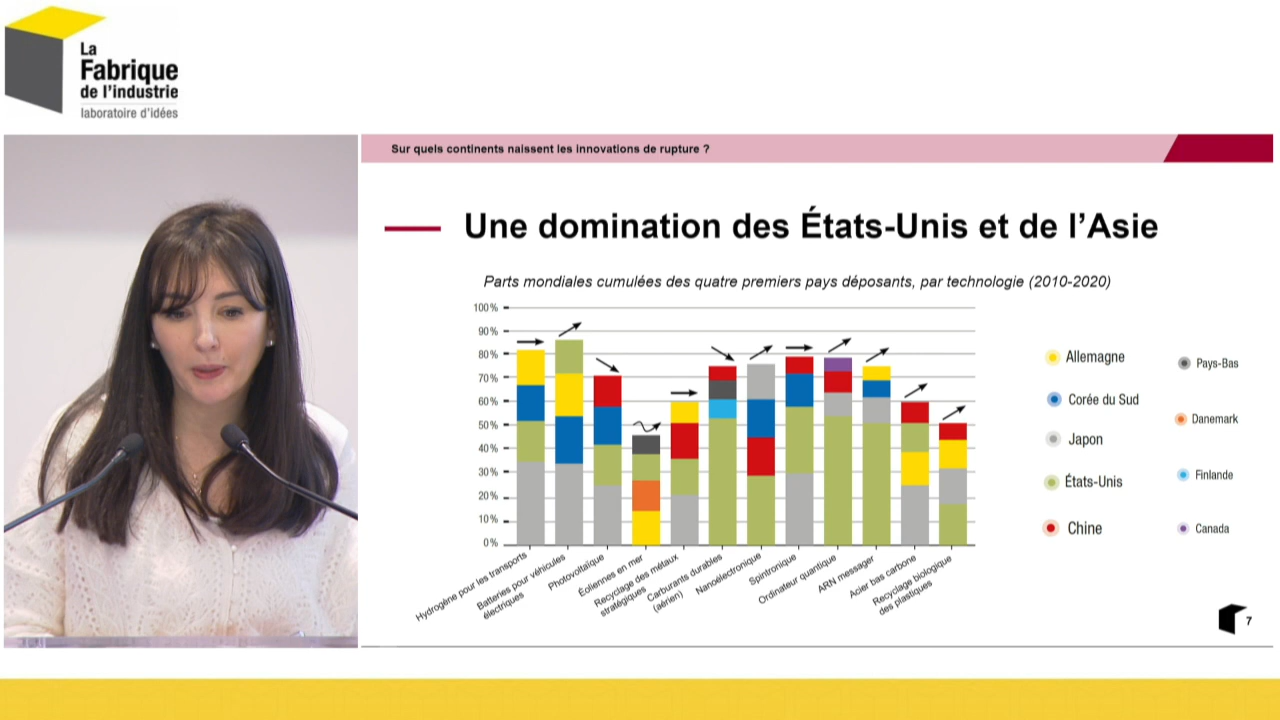 La
Fabrique
de l'industrie
laboratoire d'idées
Sur quels continents naissent les innovations de rupture ?
Une domination des États-Unis et de l'Asie
Parts mondiales cumulées des quatre premiers pays déposants, par technologie (2010-2020)
100%
90%
80%
70%
60%
50%
40%
30%
20%
10%
0%
Hydrogène pour les transports
Batteries pour véhicules
électriques
Photovoltaïque
Éoliennes en mer
Recyclage des métaux
stratégiques
Carburants durables
(aérien)
Nanoélectronique
Spintronique
Ordinateur quantique
ARN messager
Acier bas carbone
Recyclage biologique
des plastiques
Allemagne
Corée du Sud
Japon
États-Unis
Chine
Pays-Bas
Danemark
Finlande
Canada
7